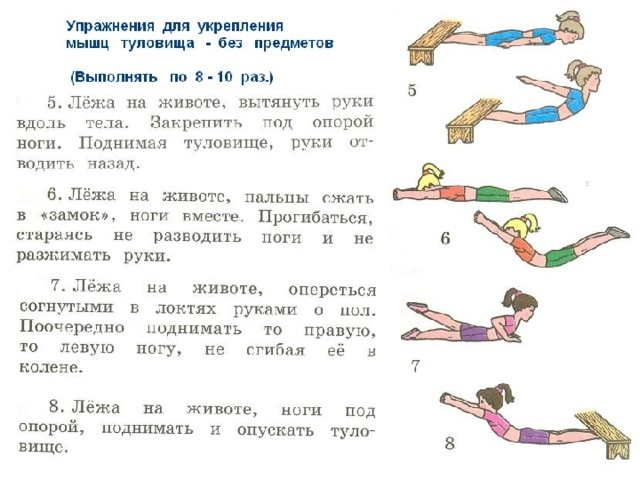 Упражнения для укрепления
мышц туловища - без предметов
(Выполнять по 8 - 10 раз.)
5. Лёжа на животе, вытянуть руки
вдоль тела. Закрепить под опорой
ноги. Поднимая туловище, руки от-
водить назад.
6. Лёжа на животе, пальцы сжать
в «замок», ноги вместе. Прогибаться,
стараясь не разводить ноги и не
разжимать руки.
7. Лёжа на животе, опереться
согнутыми в локтях руками о пол.
Поочередно поднимать то правую,
то левую ногу, не сгибая её в
колене.
8. Лёжа на животе, ноги под
опорой, поднимать и опускать туло-
вище.
5
6
7
8